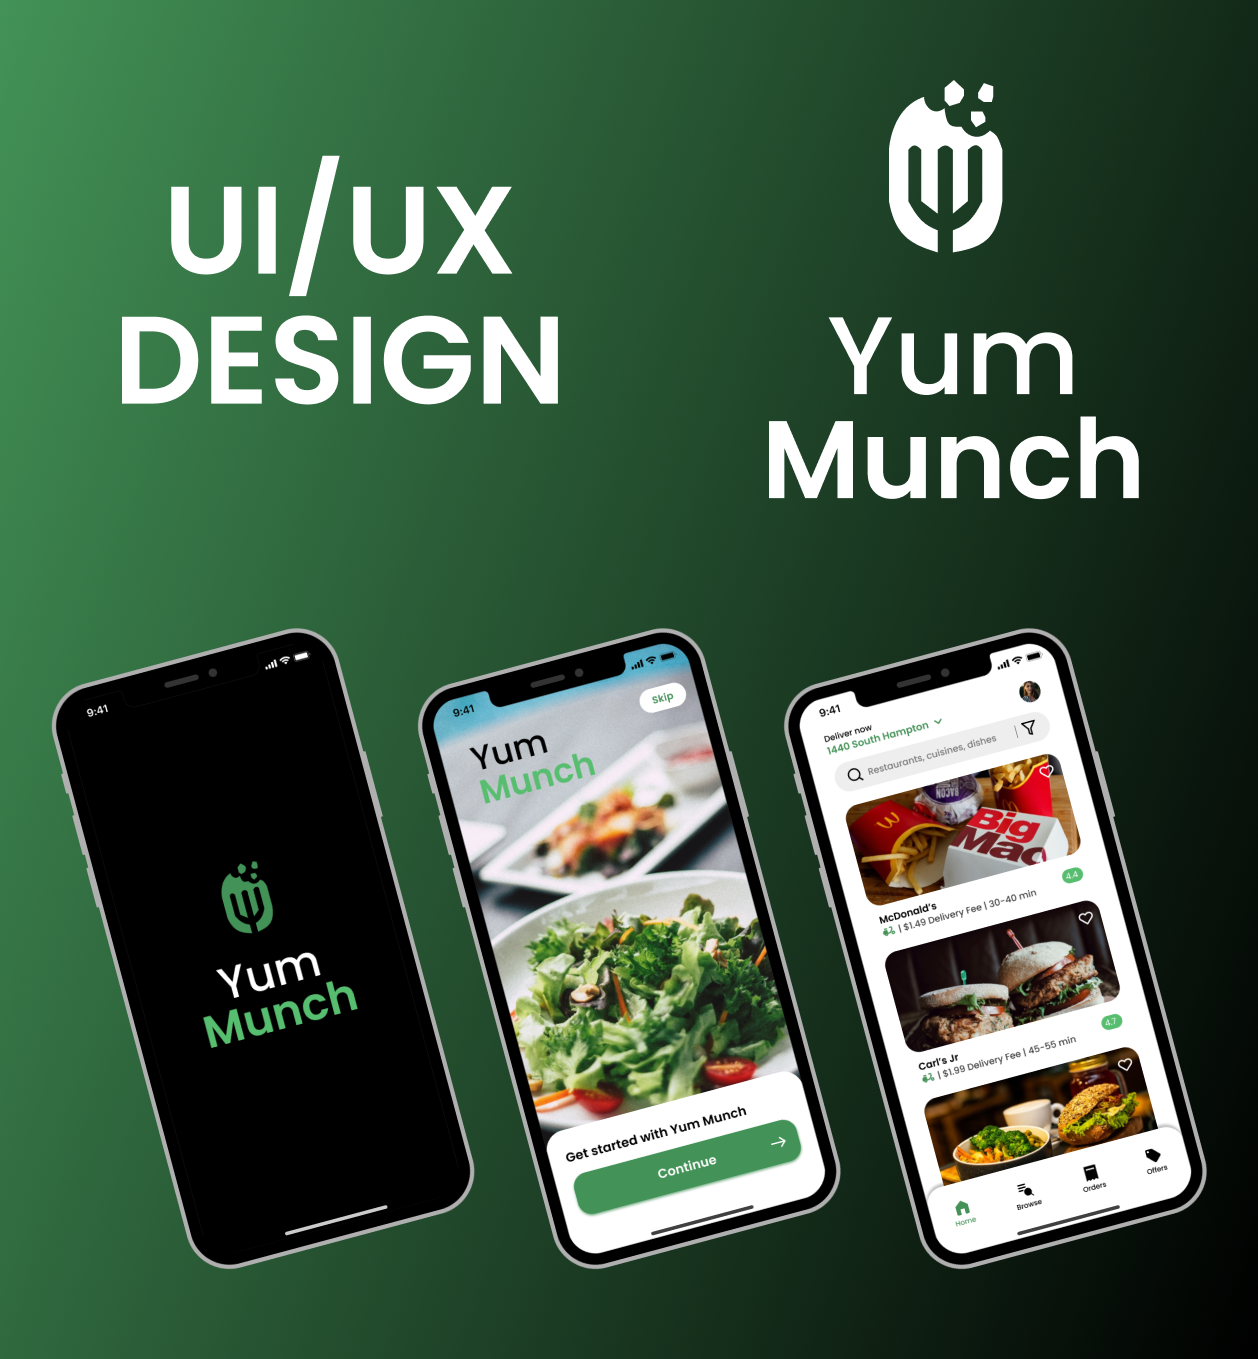 UI/UX
DESIGN
Yum
Munch
9:41
Yum
Munch
9:41
Skip
Yum
Munch
Get started with Yum Munch
Continue
9:41
Deliver now
1440 South Hampton
Restaurants, cuisines, dishes
BACON
Big
Mac
4.4
McDonald's
| $1.49 Delivery Fee | 30-40 min
4.7
Carl's Jr
| $1.99 Delivery Fee | 45-55 min
Home
Browse
Orders
Offers